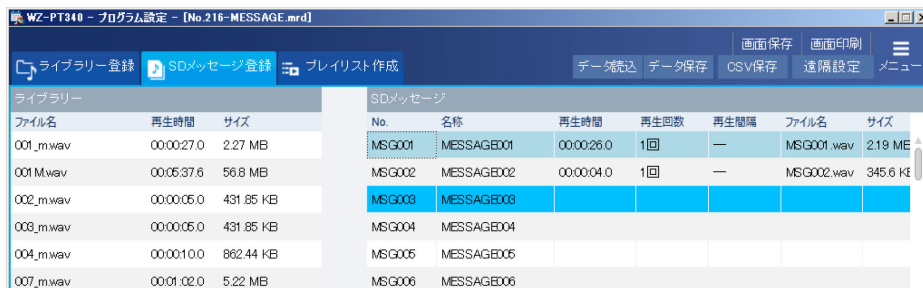 WZ-PT340 - プログラム設定 - [No.216-MESSAGE.mrd]
画面保存 画面印刷
ライブラリー登録 SDメッセージ登録 プレイリスト作成 データ読込 データ保存 CSV保存 遠隔設定 メニュー
ライブラリー SDメッセージ
ファイル名 再生時間 サイズ No. 名称 再生時間 再生回数 再生間隔 ファイル名 サイズ
001_m.wav 00:00:27.0 2.27 MB MSG001 MESSAGE001 00:00:26.0 1回 — MSG001.wav 2.19 ME
001M.wav 00:05:37.6 56.8 MB MSG002 MESSAGE002 00:00:04.0 1回 — MSG002.wav 345.6 KE
002_m.wav 00:00:05.0 431.85 KB MSG003 MESSAGE003
003_m.wav 00:00:05.0 431.85 KB MSG004 MESSAGE004
004_m.wav 00:00:10.0 862.44 KB MSG005 MESSAGE005
007_m.wav 00:01:02.0 5.22 MB MSG006 MESSAGE006